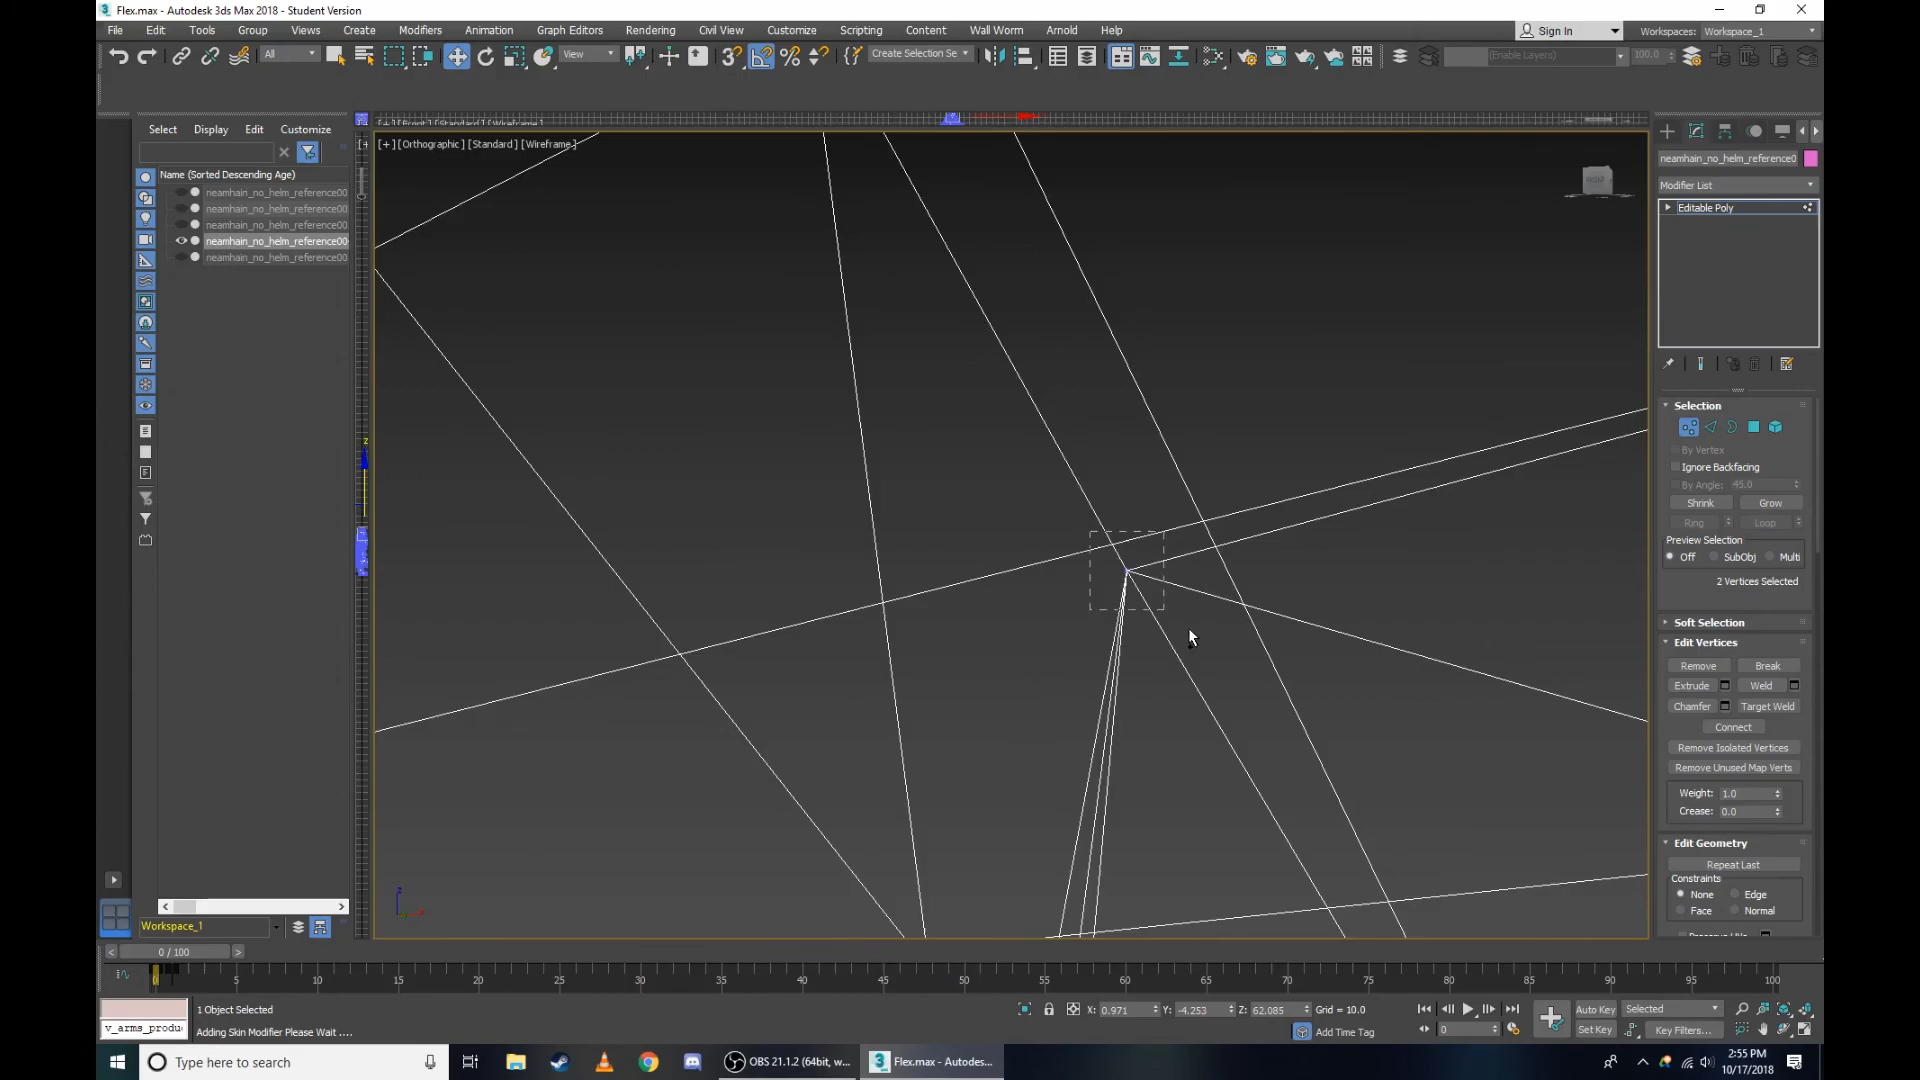 Flex.max - Autodesk 3ds Max 2018 - Student Version
File Edit Tools Group Views Create Modifiers Animation Graph Editors Rendering Civil View Customize Scripting Content Wall Worm Arnold Help
Sign In Workspaces: Workspace_1
All View Create Selection Se (Enable Layers) 100.0
Select Display Edit Customize
[+][Front][Standard][Wireframe]
[+][Orthographic][Standard][Wireframe]
Name (Sorted Descending Age)
neamhain_no_helm_reference00
neamhain_no_helm_reference00
neamhain_no_helm_reference00
neamhain_no_helm_reference00
neamhain_no_helm_reference00
neamhain_no_helm_reference0
Modifier List
Editable Poly
Selection
By Vertex
Ignore Backfacing
By Angle: 45.0
Shrink Grow
Ring Loop
Preview Selection
Off SubObj Multi
2 Vertices Selected
Soft Selection
Edit Vertices
Remove Break
Extrude Weld
Chamfer Target Weld
Connect
Remove Isolated Vertices
Remove Unused Map Verts
Weight: 1.0
Crease: 0.0
Edit Geometry
Repeat Last
Constraints
None Edge
Face Normal
z
z
x
Workspace_1
0 / 100
0 5 10 15 20 25 30 35 40 45 50 55 60 65 70 75 80 85 90 95 100
1 Object Selected
X: 0.971 Y: -4.253 Z: 62.085 Grid = 10.0
Auto Key Selected
v_arms_produ
Adding Skin Modifier Please Wait ....
Add Time Tag
0
Set Key Key Filters...
Type here to search
OBS 21.1.2 (64bit, w...
Flex.max - Autodes...
2:55 PM
10/17/2018